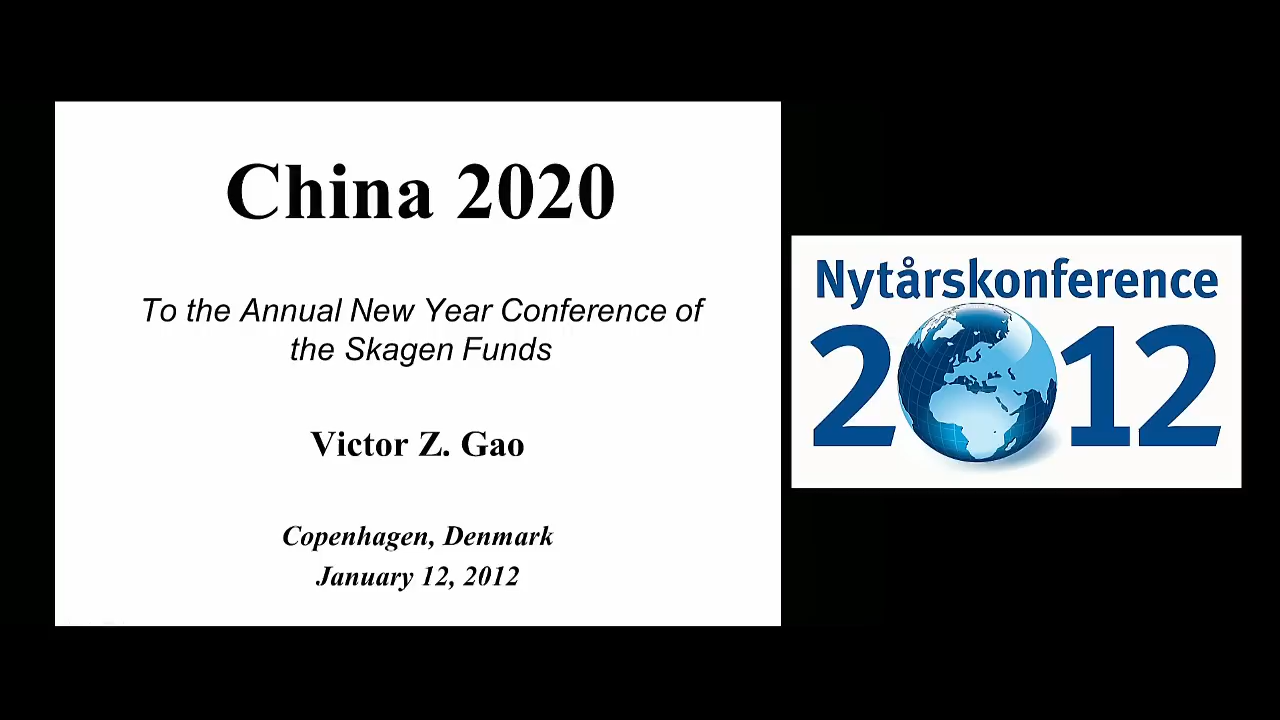 China 2020
To the Annual New Year Conference of
the Skagen Funds
Victor Z. Gao
Copenhagen, Denmark
January 12, 2012
Nytårskonference
2012